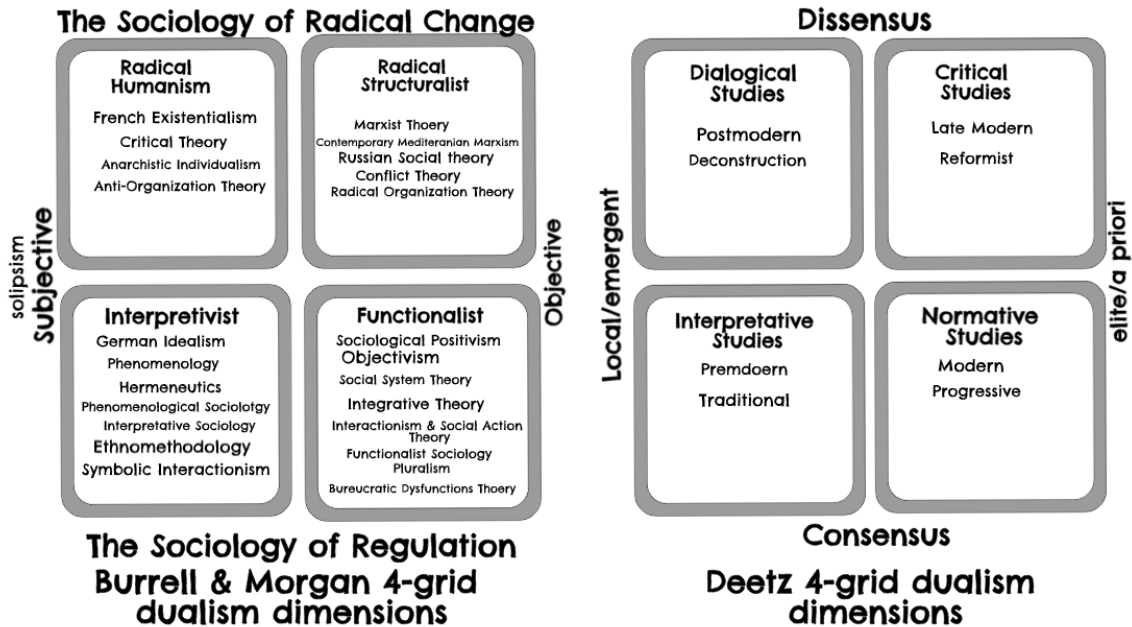 The Sociology of Radical Change
Radical
Humanism
French Existentialism
Critical Theory
Anarchistic Individualism
Anti-Organization Theory
Radical
Structuralist
Marxist Thoery
Contemporary Mediteranian Marxism
Russian Social theory
Conflict Theory
Radical Organization Theory
solipsism
Subjective
Objective
Interpretivist
German Idealism
Phenomenology
Hermeneutics
Phenomenological Sociolotgy
Interpretative Sociology
Ethnomethodology
Symbolic Interactionism
Functionalist
Sociological Positivism
Objectivism
Social System Theory
Integrative Theory
Interactionism & Social Action
Theory
Functionalist Sociology
Pluralism
Bureucratic Dysfunctions Thoery
The Sociology of Regulation
Burrell & Morgan 4-grid
dualism dimensions
Dissensus
Dialogical
Studies
Postmodern
Deconstruction
Critical
Studies
Late Modern
Reformist
Local/emergent
elite/a priori
Interpretative
Studies
Premdoern
Traditional
Normative
Studies
Modern
Progressive
Consensus
Deetz 4-grid dualism
dimensions